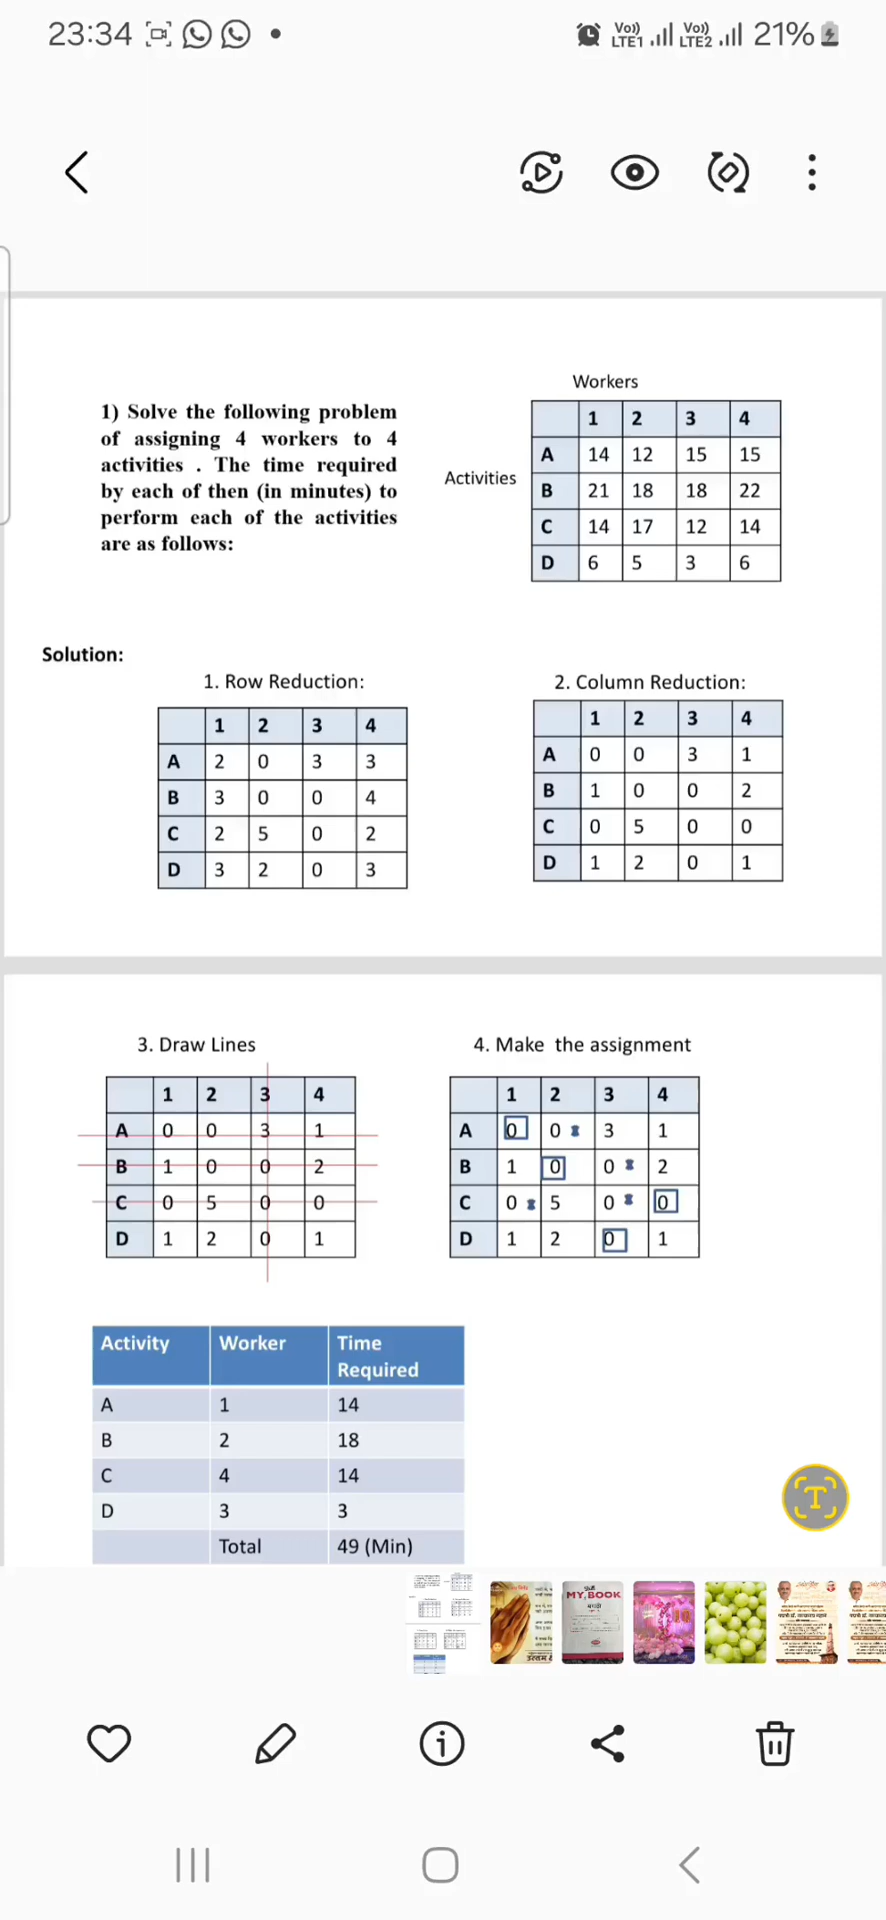 23:34
Vo)) LTE1 Vo)) LTE2 21%
1) Solve the following problem
of assigning 4 workers to 4
activities . The time required
by each of then (in minutes) to
perform each of the activities
are as follows:
Workers
Activities
1 2 3 4
A 14 12 15 15
B 21 18 18 22
C 14 17 12 14
D 6 5 3 6
Solution:
1. Row Reduction:
1 2 3 4
A 2 0 3 3
B 3 0 0 4
C 2 5 0 2
D 3 2 0 3
2. Column Reduction:
1 2 3 4
A 0 0 3 1
B 1 0 0 2
C 0 5 0 0
D 1 2 0 1
3. Draw Lines
1 2 3 4
A 0 0 3 1
B 1 0 0 2
C 0 5 0 0
D 1 2 0 1
4. Make the assignment
1 2 3 4
A 0 0 3 1
B 1 0 0 2
C 0 5 0 0
D 1 2 0 1
Activity Worker Time Required
A 1 14
B 2 18
C 4 14
D 3 3
Total 49 (Min)
T
MY BOOK